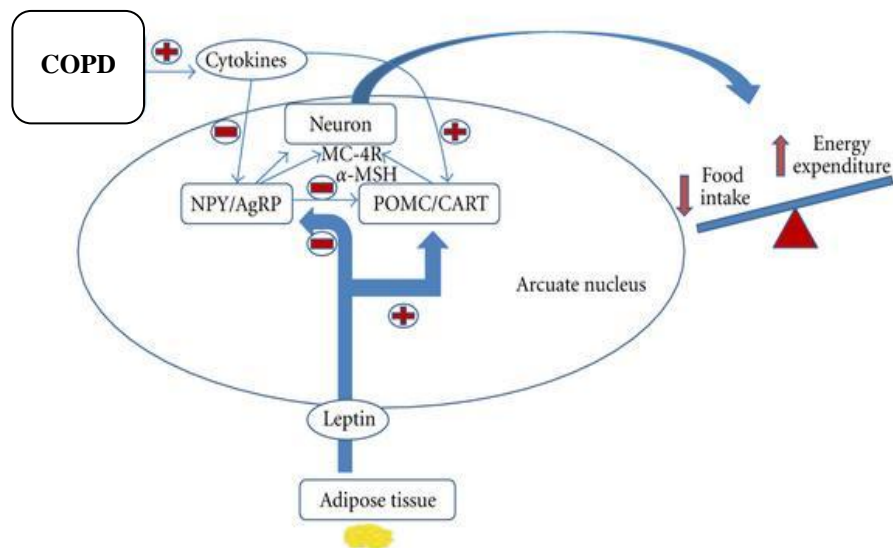 COPD
Cytokines
Neuron
MC-4R
α-MSH
NPY/AgRP
POMC/CART
Energy
expenditure
Food
intake
Arcuate nucleus
Leptin
Adipose tissue